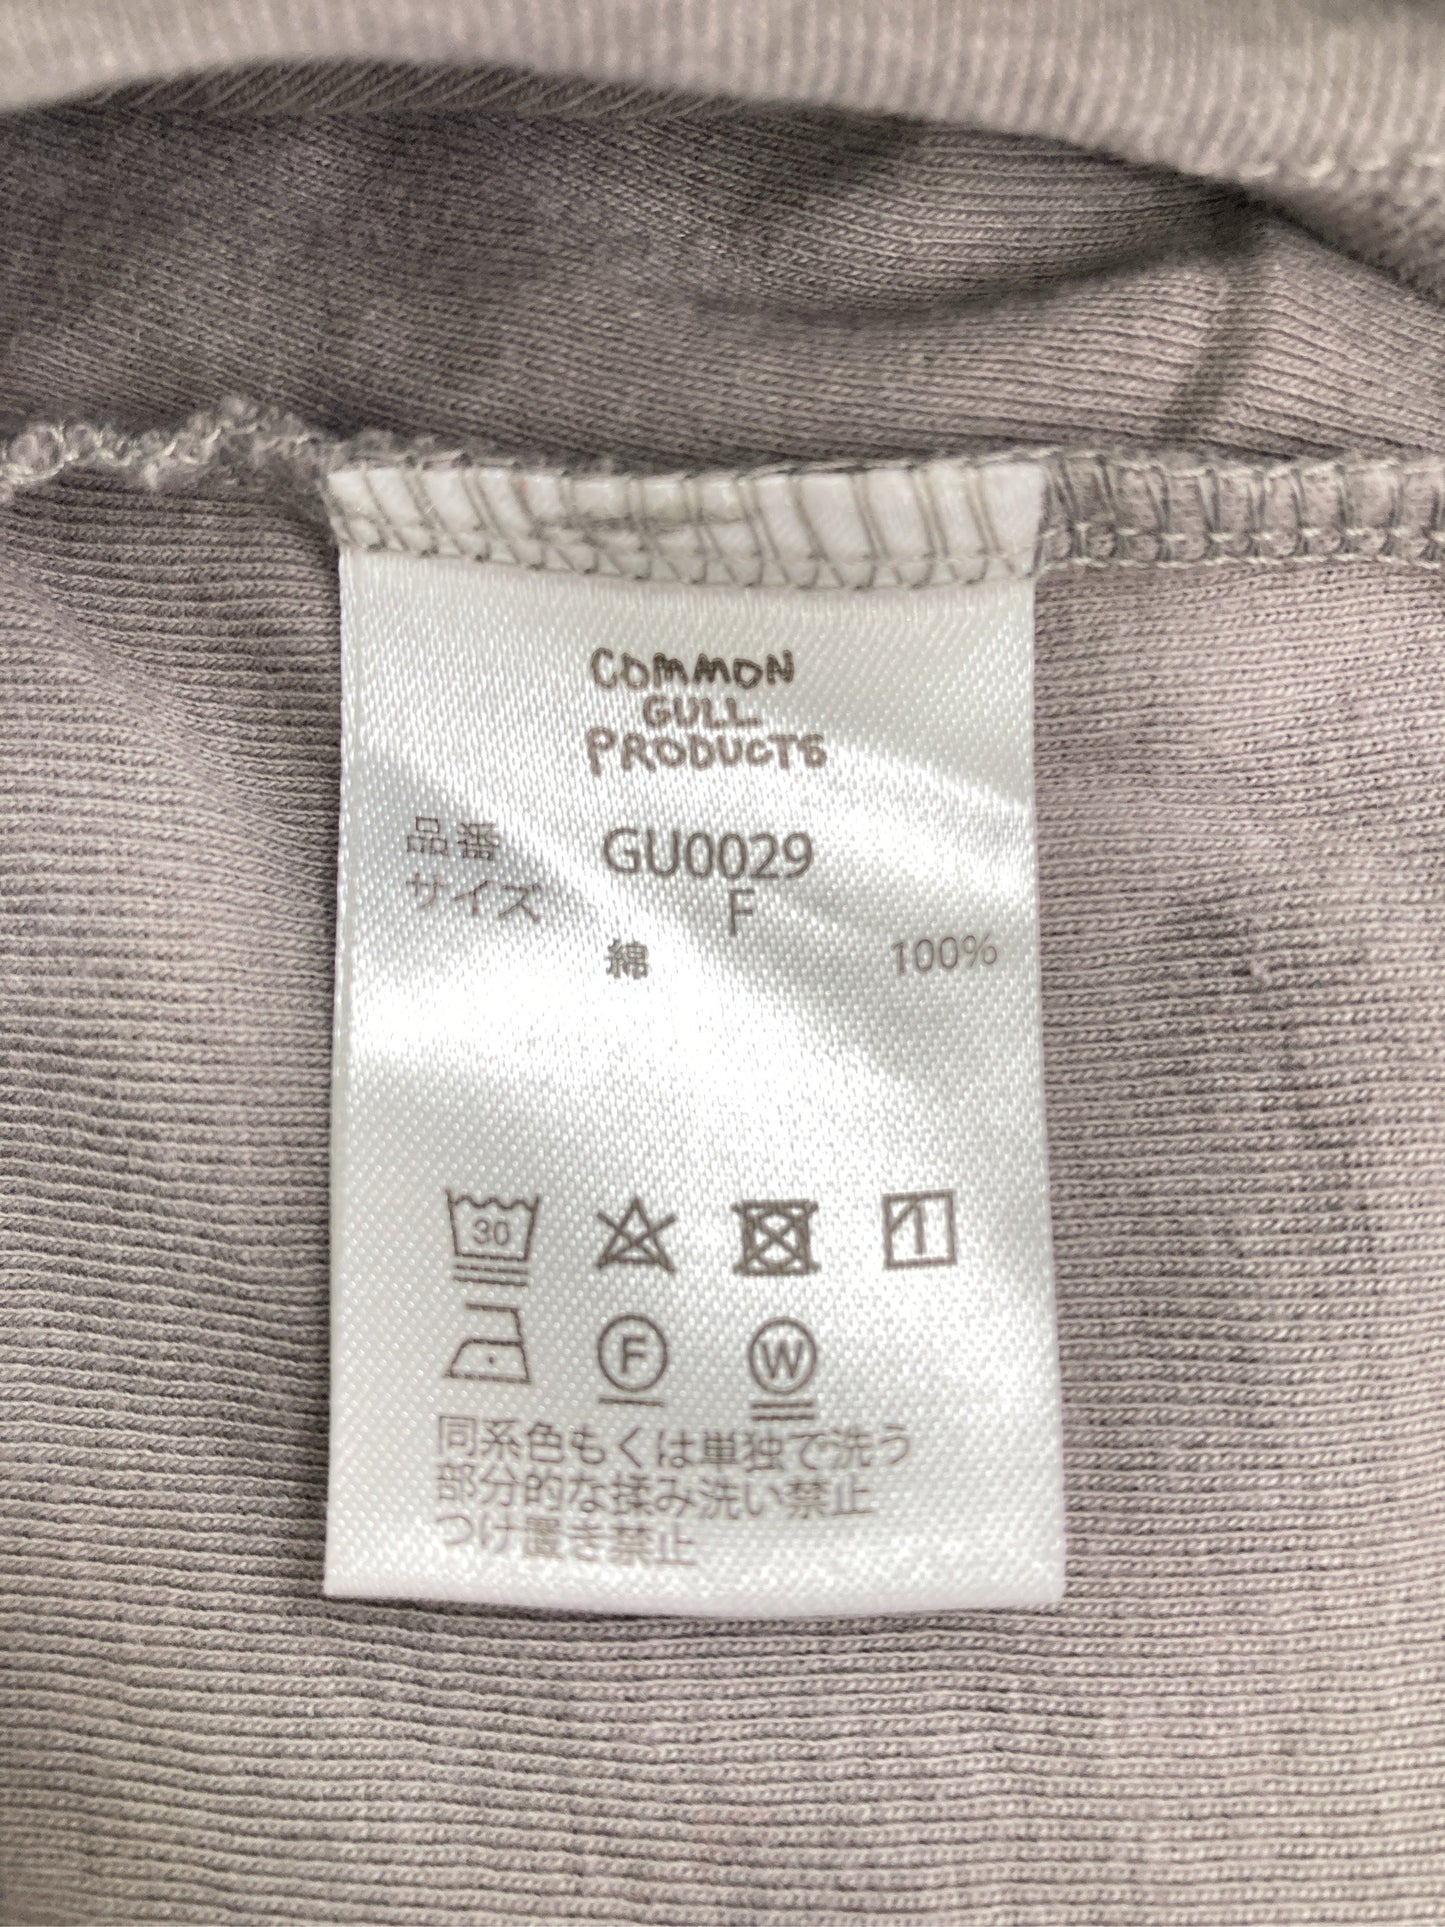 COMMON
GULL
PRODUCTS
品番 GU0029
サイズ F
綿 100%
30
1
F W
同系色もくは単独で洗う
部分的な揉み洗い禁止
つけ置き禁止